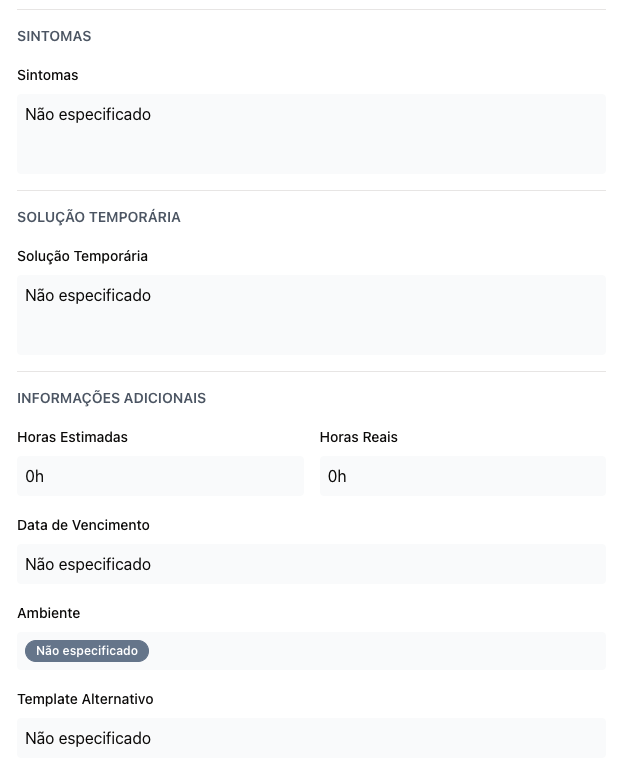 SINTOMAS
Sintomas
Não especificado
SOLUÇÃO TEMPORÁRIA
Solução Temporária
Não especificado
INFORMAÇÕES ADICIONAIS
Horas Estimadas
Horas Reais
0h
0h
Data de Vencimento
Não especificado
Ambiente
Não especificado
Template Alternativo
Não especificado